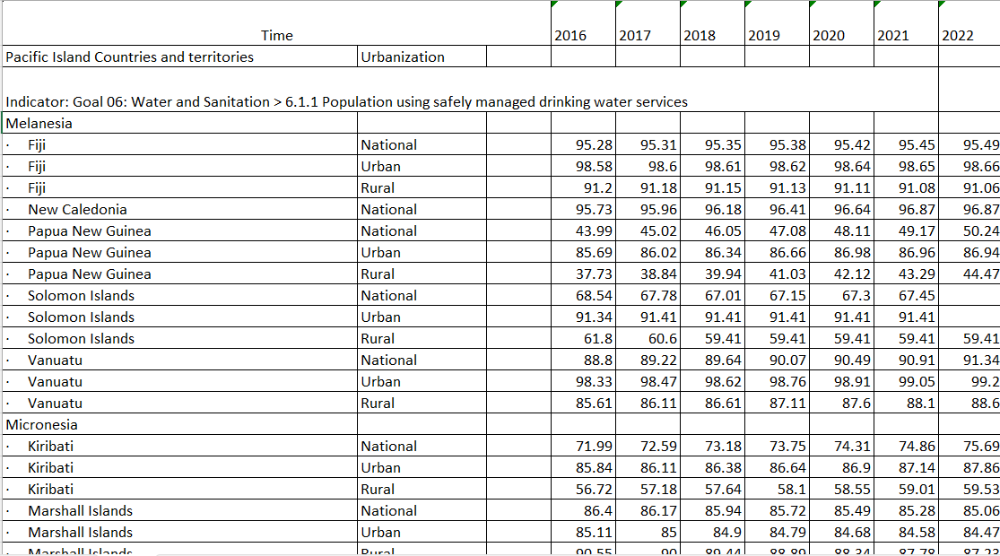 Time 2016 2017 2018 2019 2020 2021 2022
Pacific Island Countries and territories Urbanization
Indicator: Goal 06: Water and Sanitation > 6.1.1 Population using safely managed drinking water services
Melanesia
· Fiji National 95.28 95.31 95.35 95.38 95.42 95.45 95.49
· Fiji Urban 98.58 98.6 98.61 98.62 98.64 98.65 98.66
· Fiji Rural 91.2 91.18 91.15 91.13 91.11 91.08 91.06
· New Caledonia National 95.73 95.96 96.18 96.41 96.64 96.87 96.87
· Papua New Guinea National 43.99 45.02 46.05 47.08 48.11 49.17 50.24
· Papua New Guinea Urban 85.69 86.02 86.34 86.66 86.98 86.96 86.94
· Papua New Guinea Rural 37.73 38.84 39.94 41.03 42.12 43.29 44.47
· Solomon Islands National 68.54 67.78 67.01 67.15 67.3 67.45
· Solomon Islands Urban 91.34 91.41 91.41 91.41 91.41 91.41
· Solomon Islands Rural 61.8 60.6 59.41 59.41 59.41 59.41 59.41
· Vanuatu National 88.8 89.22 89.64 90.07 90.49 90.91 91.34
· Vanuatu Urban 98.33 98.47 98.62 98.76 98.91 99.05 99.2
· Vanuatu Rural 85.61 86.11 86.61 87.11 87.6 88.1 88.6
Micronesia
· Kiribati National 71.99 72.59 73.18 73.75 74.31 74.86 75.69
· Kiribati Urban 85.84 86.11 86.38 86.64 86.9 87.14 87.86
· Kiribati Rural 56.72 57.18 57.64 58.1 58.55 59.01 59.53
· Marshall Islands National 86.4 86.17 85.94 85.72 85.49 85.28 85.06
· Marshall Islands Urban 85.11 85 84.9 84.79 84.68 84.58 84.47
· Marshall Islands Rural 90.55 90 89.44 88.89 88.34 87.78 87.23